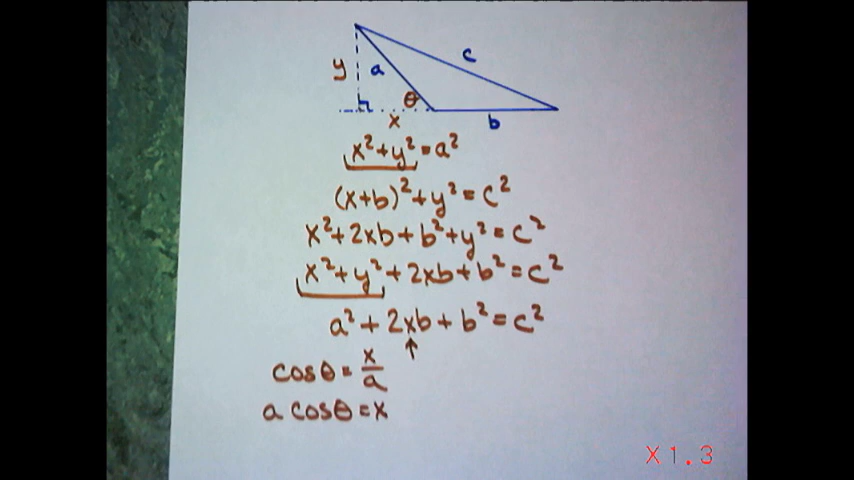 y
a
c
θ
x
b
x²+y²=a²
(x+b)²+y²=c²
x²+2xb+b²+y²=c²
x²+y²+2xb+b²=c²
a²+2xb+b²=c²
cosθ=x/a
a cosθ=x
X1.3